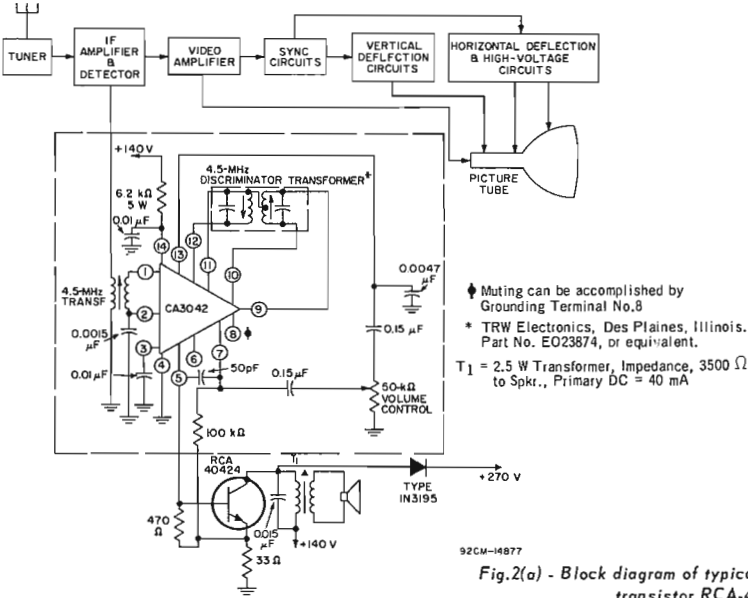 TUNER
IF
AMPLIFIER
&
DETECTOR
VIDEO
AMPLIFIER
SYNC
CIRCUITS
VERTICAL
DEFLECTION
CIRCUITS
HORIZONTAL DEFLECTION
& HIGH-VOLTAGE
CIRCUITS
PICTURE
TUBE
+140 V
6.2 kΩ
5 W
0.01 µF
4.5-MHz
DISCRIMINATOR TRANSFORMER*
14
13
12
11
10
4.5-MHz
TRANSF
1
2
3
4
5
6
7
8 ɸ
9
CA3042
0.0015
µF
0.01 µF
50pF
0.15 µF
0.0047
µF
0.15 µF
50-kΩ
VOLUME
CONTROL
100 kΩ
RCA
40424
T1
470
Ω
33 Ω
0.015
µF
+140 V
TYPE
IN3195
+270 V
ɸ Muting can be accomplished by
Grounding Terminal No.8
* TRW Electronics, Des Plaines, Illinois.
Part No. EO23874, or equivalent.
T1 = 2.5 W Transformer, Impedance, 3500 Ω
to Spkr., Primary DC = 40 mA
92CM-14877
Fig.2(a) - Block diagram of typica
transistor RCA-4